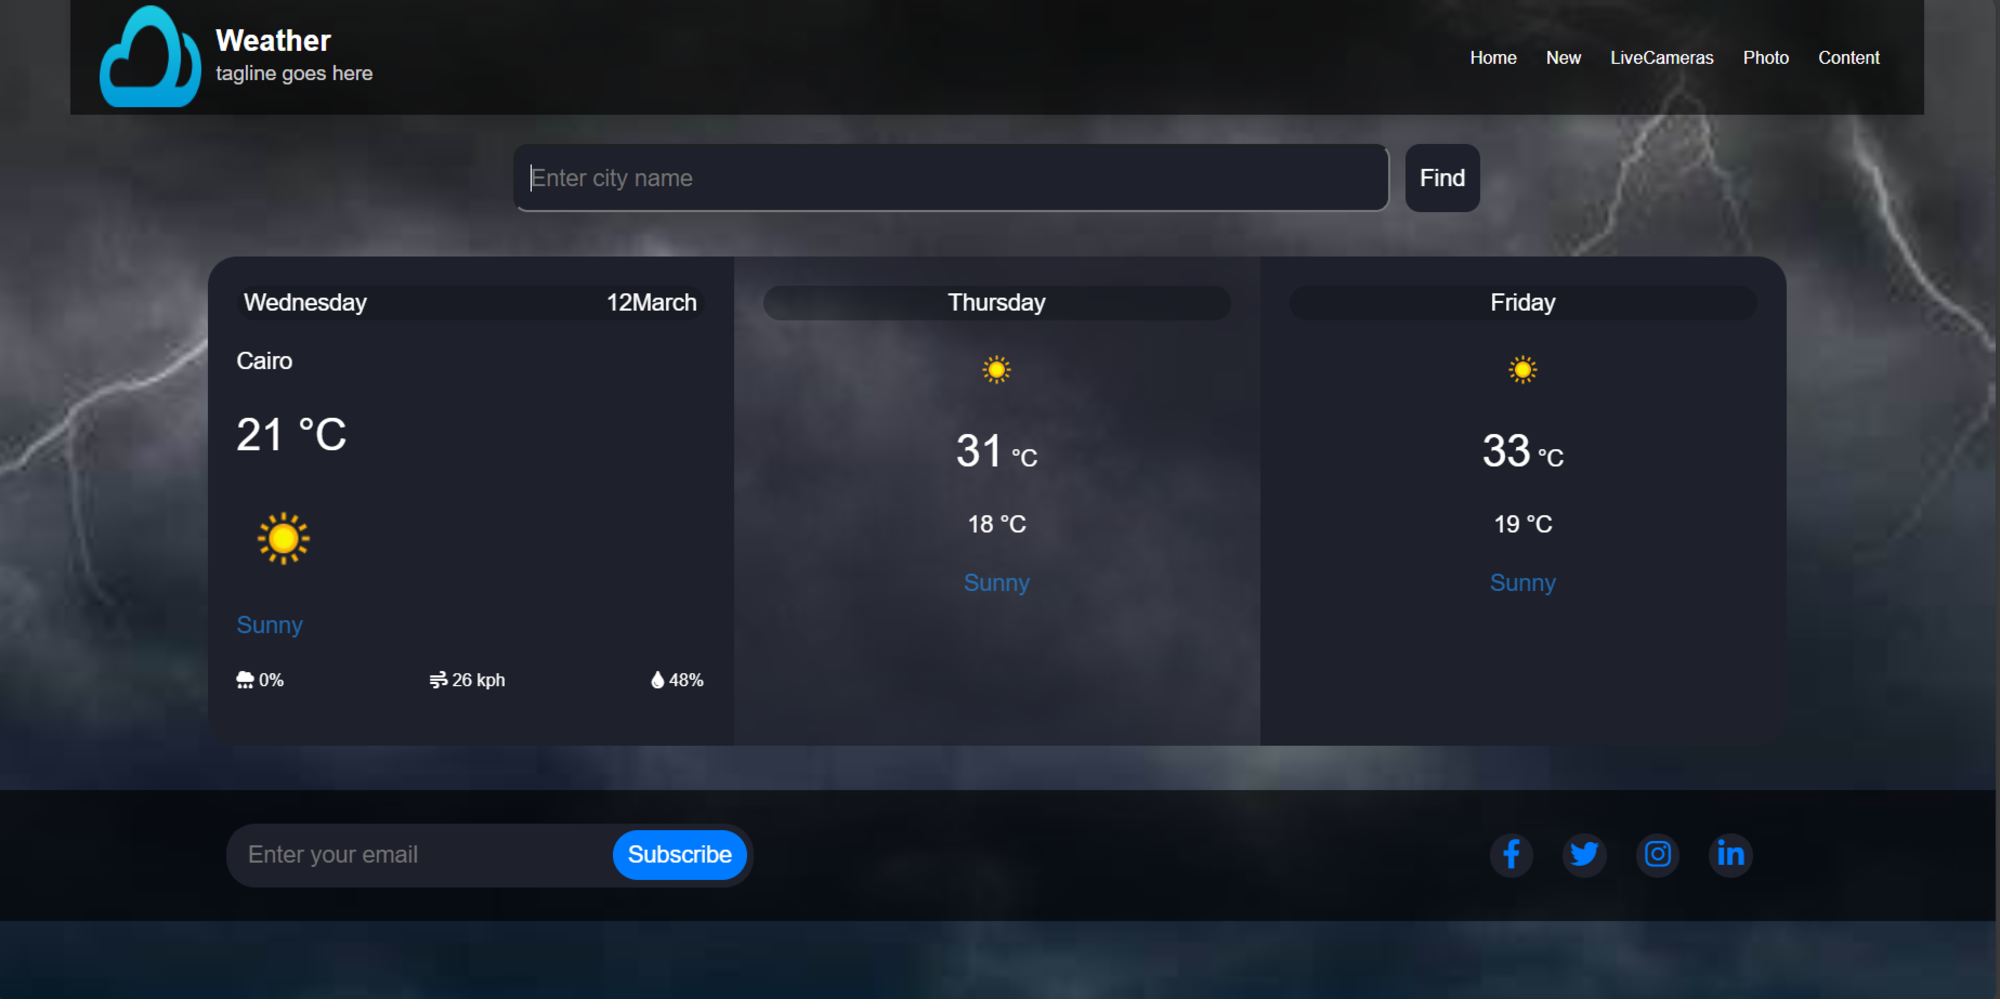 Weather
tagline goes here
Home New LiveCameras Photo Content
Enter city name
Find
Wednesday 12March
Cairo
21 °C
Sunny
0% 26 kph 48%
Thursday
31 °C
18 °C
Sunny
Friday
33 °C
19 °C
Sunny
Enter your email
Subscribe